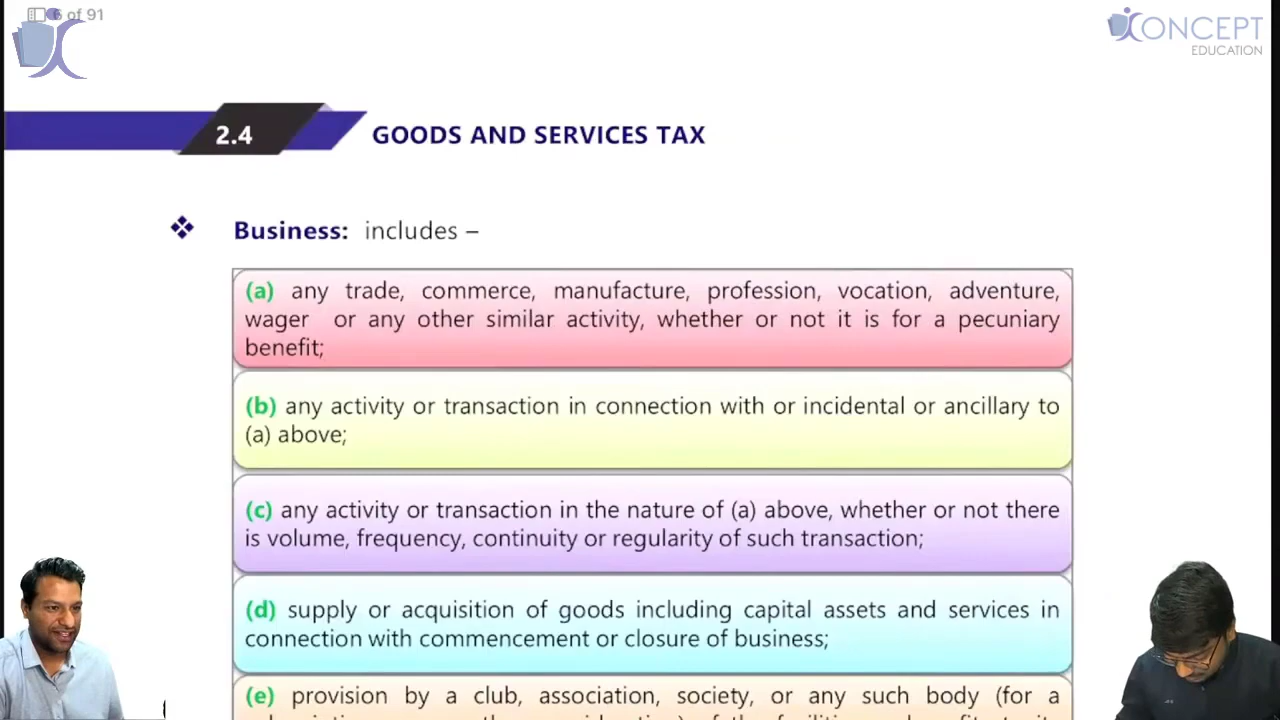 6 of 91
CONCEPT
EDUCATION
2.4 GOODS AND SERVICES TAX
❖ Business: includes –
(a) any trade, commerce, manufacture, profession, vocation, adventure,
wager or any other similar activity, whether or not it is for a pecuniary
benefit;
(b) any activity or transaction in connection with or incidental or ancillary to
(a) above;
(c) any activity or transaction in the nature of (a) above, whether or not there
is volume, frequency, continuity or regularity of such transaction;
(d) supply or acquisition of goods including capital assets and services in
connection with commencement or closure of business;
(e) provision by a club, association, society, or any such body (for a